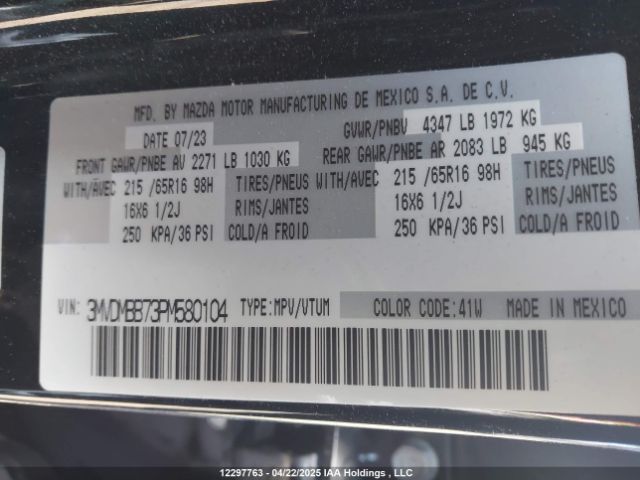 MFD. BY MAZDA MOTOR MANUFACTURING DE MEXICO S.A. DE C.V.
DATE 07/23 GVWR/PNBV 4347 LB 1972 KG
FRONT GAWR/PNBE AV 2271 LB 1030 KG REAR GAWR/PNBE AR 2083 LB 945 KG
WITH/AVEC 215 /65R16 98H TIRES/PNEUS WITH/AVEC 215 /65R16 98H TIRES/PNEUS
16X6 1/2J RIMS/JANTES 16X6 1/2J RIMS/JANTES
250 KPA/36 PSI COLD/A FROID 250 KPA/36 PSI COLD/A FROID
VIN: 3MVDMBB73PM580104 TYPE:MPV/VTUM COLOR CODE:41W MADE IN MEXICO
12297763 - 04/22/2025 IAA Holdings , LLC